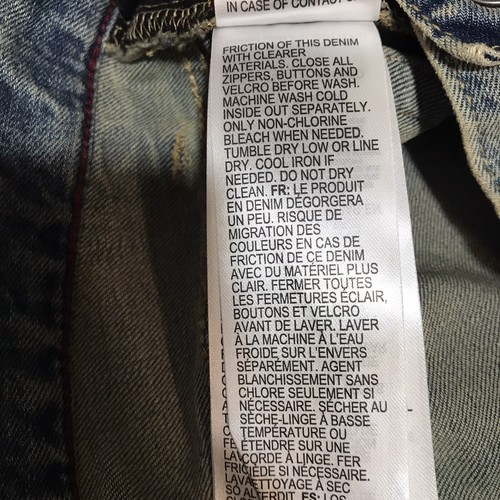 IN CASE OF CONTACT
FRICTION OF THIS DENIM
WITH CLEARER
MATERIALS. CLOSE ALL
ZIPPERS, BUTTONS AND
VELCRO BEFORE WASH.
MACHINE WASH COLD
INSIDE OUT SEPARATELY.
ONLY NON-CHLORINE
BLEACH WHEN NEEDED.
TUMBLE DRY LOW OR LINE
DRY. COOL IRON IF
NEEDED. DO NOT DRY
CLEAN. FR: LE PRODUIT
EN DENIM DÉGORGERA
UN PEU. RISQUE DE
MIGRATION DES
COULEURS EN CAS DE
FRICTION DE ÇE DENIM
AVEC DU MATÉRIEL PLUS
CLAIR. FERMER TOUTES
LES FERMETURES ÉCLAIR,
BOUTONS ET VELCRO
AVANT DE LAVER. LAVER
À LA MACHINE À L'EAU
FROIDE SUR L'ENVERS
SÉPARÉMENT. AGENT
BLANCHISSEMENT SANS
CHLORE SEULEMENT SI
NÉCESSAIRE. SÉCHER AU
SÈCHE-LINGE À BASSE
TEMPÉRATURE OU
ÉTENDRE SUR UNE
CORDE À LINGE. FER
SI NÉCESSAIRE.
NETTOYAGE À SEC
ES: LOS